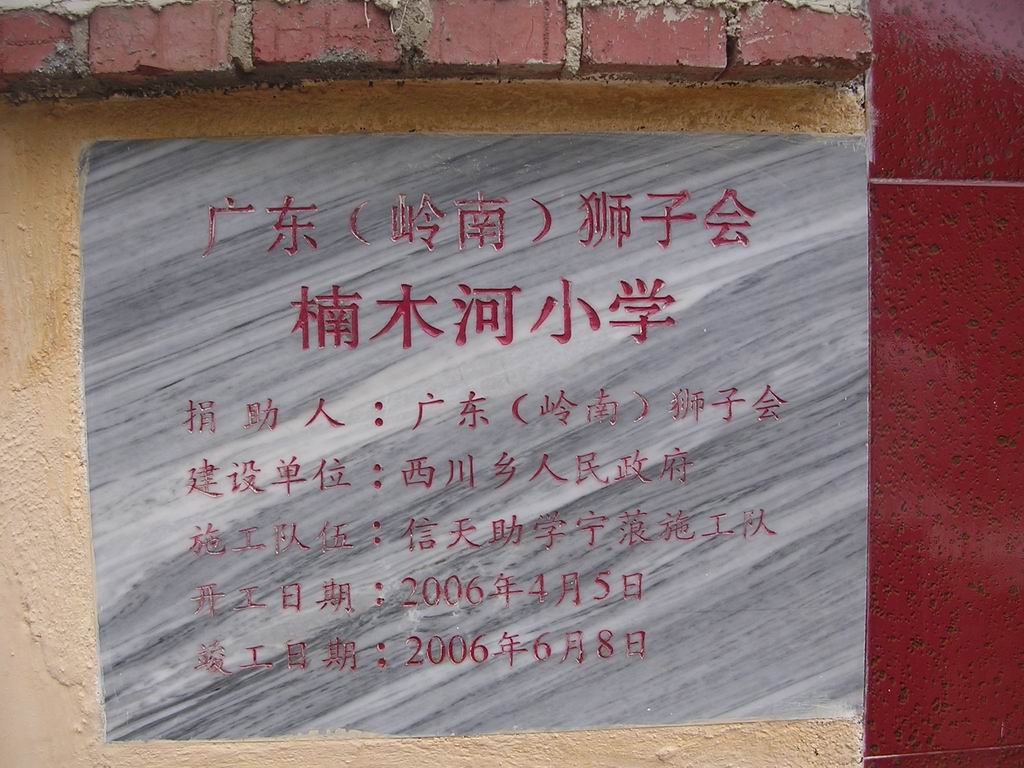 广东（岭南）狮子会
楠木河小学
捐助人：广东（岭南）狮子会
建设单位：西川乡人民政府
施工队伍：信天助学宁蒗施工队
开工日期：2006年4月5日
竣工日期：2006年6月8日